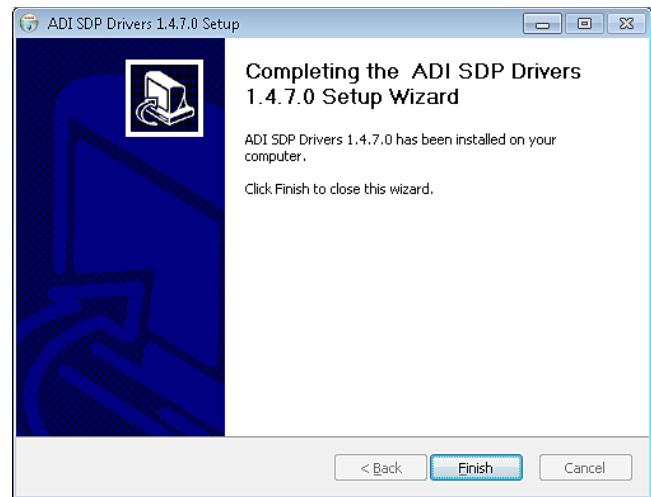 ADI SDP Drivers 1.4.7.0 Setup
Completing the ADI SDP Drivers
1.4.7.0 Setup Wizard
ADI SDP Drivers 1.4.7.0 has been installed on your
computer.
Click Finish to close this wizard.
< Back Finish Cancel